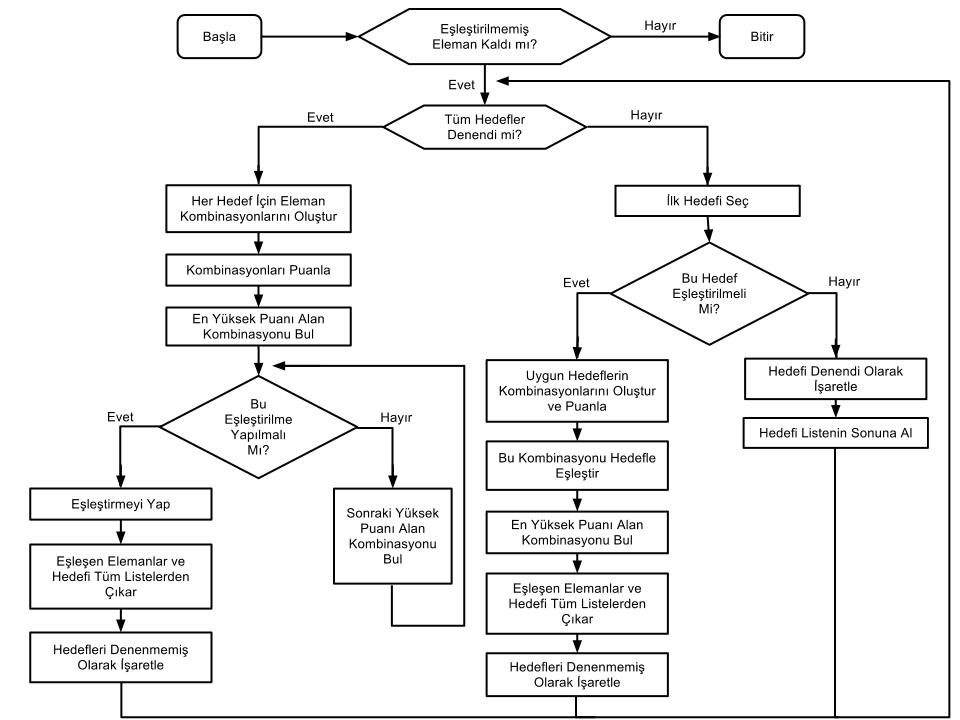 Başla
Eşleştirilmemiş
Eleman Kaldı mı?
Hayır
Bitir
Evet
Tüm Hedefler
Denendi mi?
Evet
Hayır
Her Hedef İçin Eleman
Kombinasyonlarını Oluştur
Kombinasyonları Puanla
En Yüksek Puanı Alan
Kombinasyonu Bul
Bu
Eşleştirilme
Yapılmalı
Mı?
Evet
Hayır
Eşleştirmeyi Yap
Eşleşen Elemanlar ve
Hedefi Tüm Listelerden
Çıkar
Hedefleri Denenmemiş
Olarak İşaretle
Sonraki Yüksek
Puanı Alan
Kombinasyonu
Bul
İlk Hedefi Seç
Bu Hedef
Eşleştirilmeli
Mi?
Evet
Hayır
Uygun Hedeflerin
Kombinasyonlarını Oluştur
ve Puanla
Bu Kombinasyonu Hedefle
Eşleştir
En Yüksek Puanı Alan
Kombinasyonu Bul
Eşleşen Elemanlar ve
Hedefi Tüm Listelerden
Çıkar
Hedefleri Denenmemiş
Olarak İşaretle
Hedefi Denendi Olarak
İşaretle
Hedefi Listenin Sonuna Al